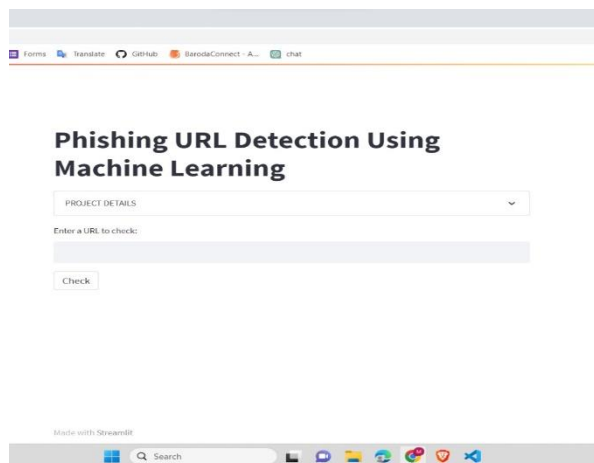 Forms Translate GitHub BarodaConnect - A... chat
Phishing URL Detection Using
Machine Learning
PROJECT DETAILS
Enter a URL to check:
Check
Made with Streamlit
Search